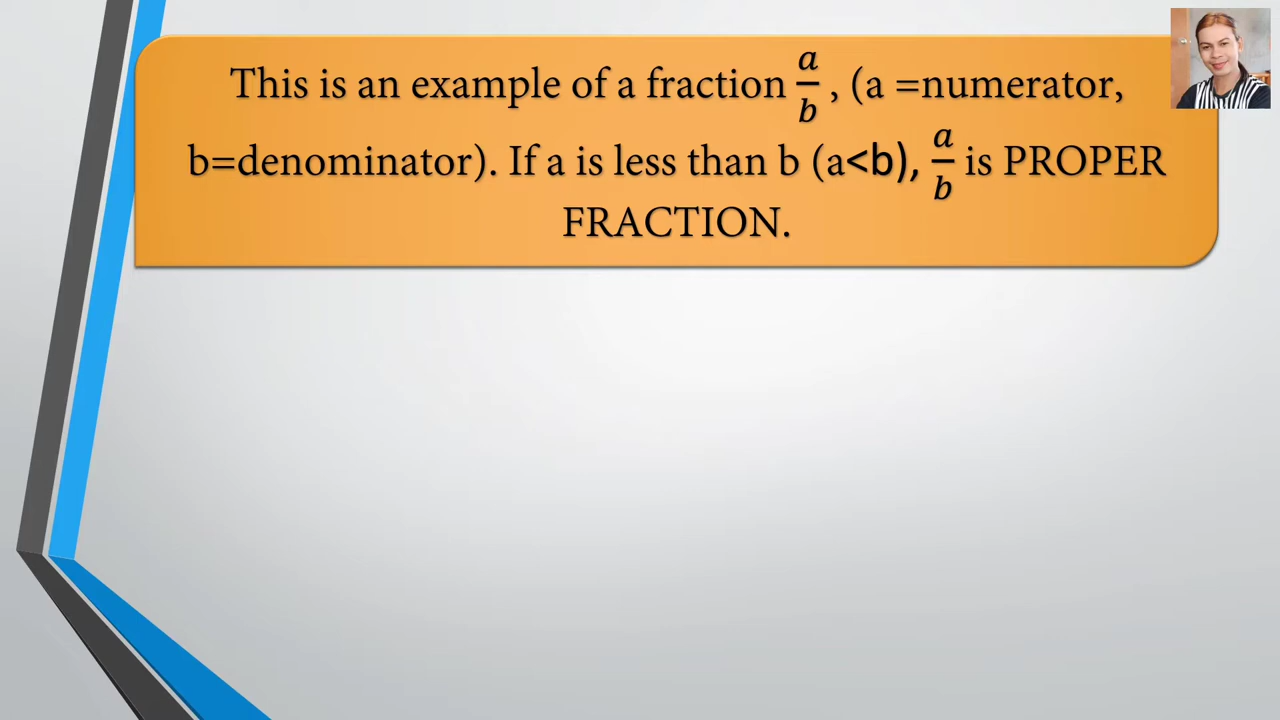 This is an example of a fraction a/b , (a =numerator,
b=denominator). If a is less than b (a<b), a/b is PROPER
FRACTION.